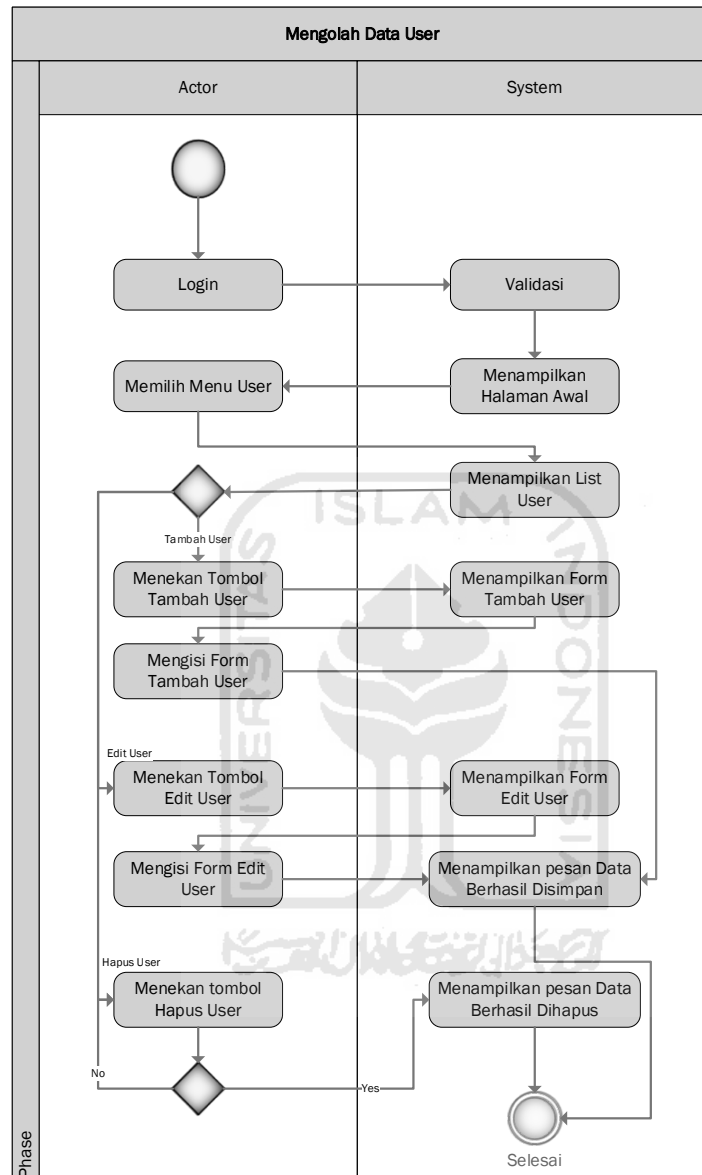 Mengolah Data User
Actor
System
Login
Validasi
Memilih Menu User
Menampilkan
Halaman Awal
Menampilkan List
User
Tambah User
Menekan Tombol
Tambah User
Menampilkan Form
Tambah User
Mengisi Form
Tambah User
Edit User
Menekan Tombol
Edit User
Menampilkan Form
Edit User
Mengisi Form Edit
User
Menampilkan pesan Data
Berhasil Disimpan
Hapus User
Menekan tombol
Hapus User
Menampilkan pesan Data
Berhasil Dihapus
No
Yes
Selesai
Phase
ISLAM
UNIVERSITAS
INDONESIA